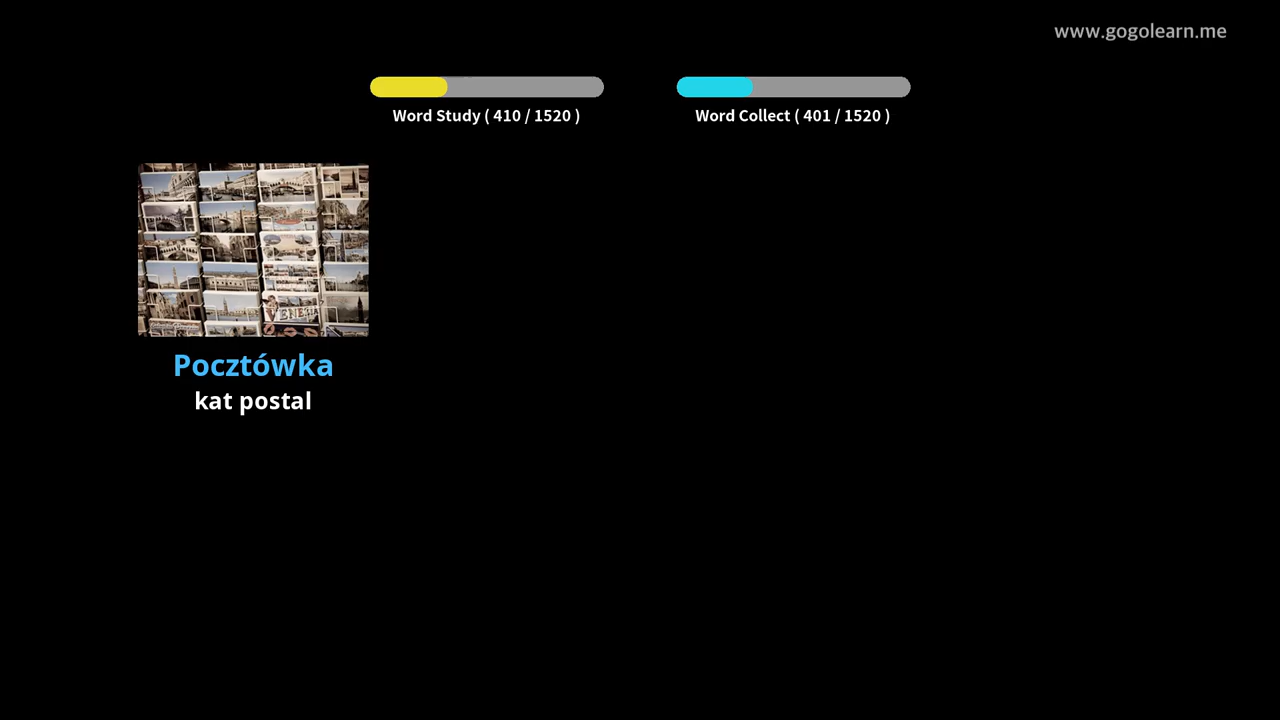 www.gogolearn.me
Word Study ( 410 / 1520 )
Word Collect ( 401 / 1520 )
Pocztówka
kat postal